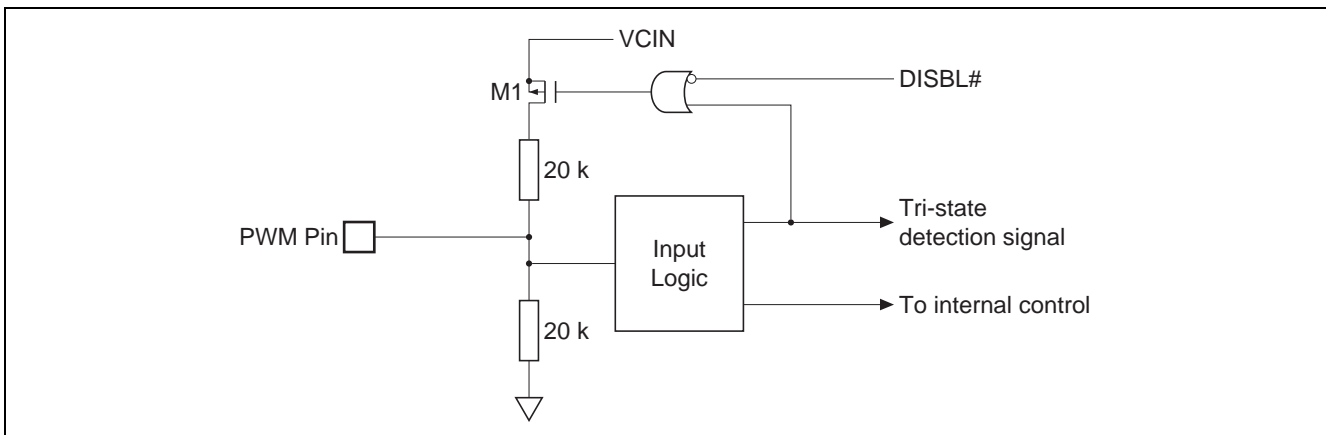 VCIN
DISBL#
M1
20 k
PWM Pin
Input
Logic
Tri-state
detection signal
To internal control
20 k